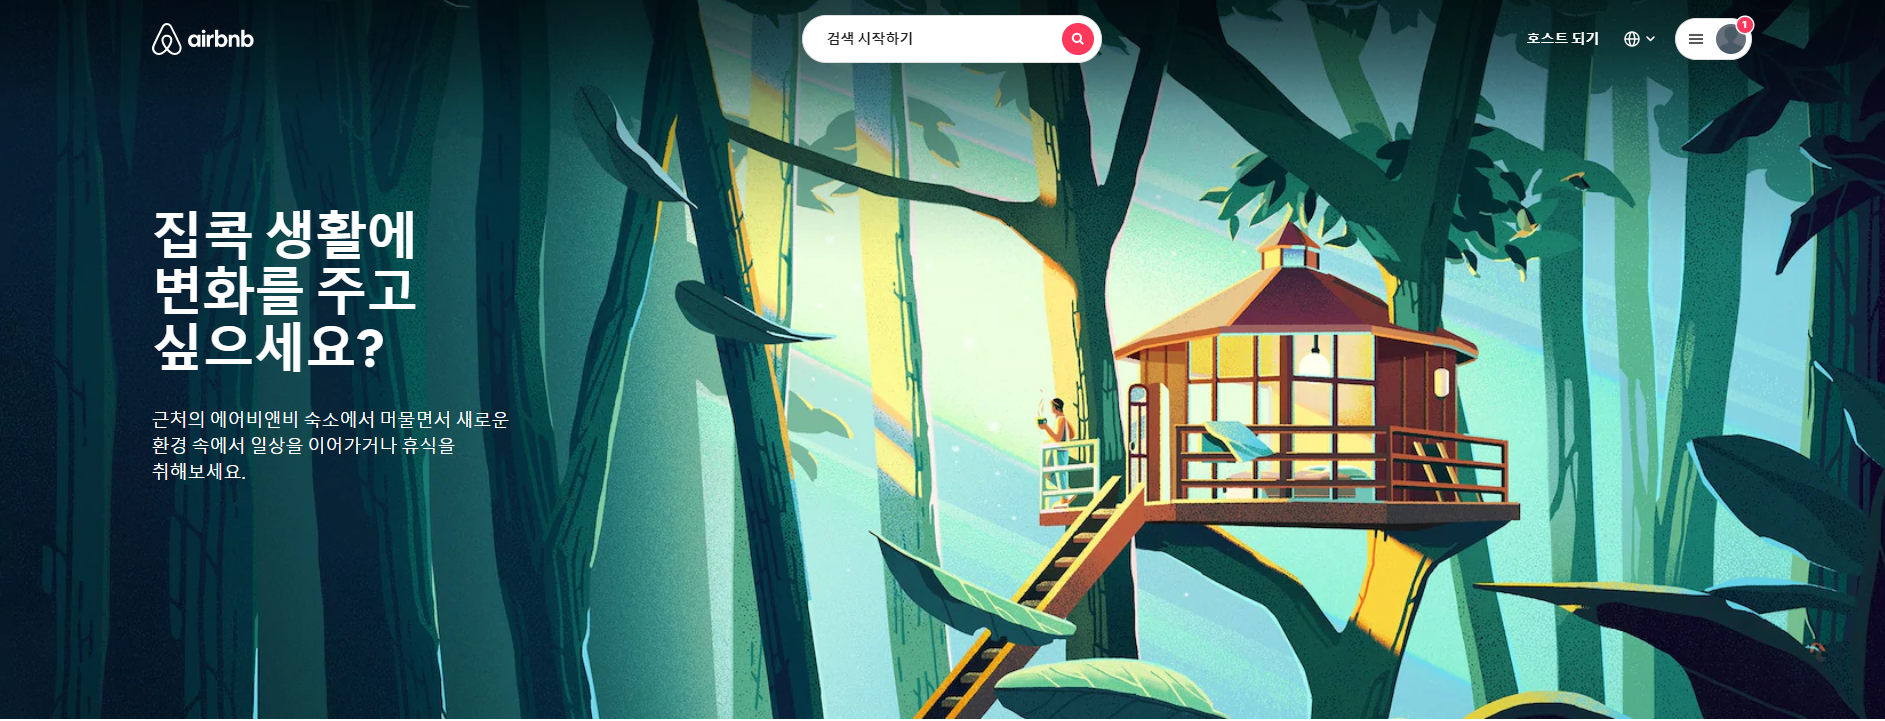 airbnb
검색 시작하기
호스트 되기
1
집콕 생활에
변화를 주고
싶으세요?
근처의 에어비앤비 숙소에서 머물면서 새로운
환경 속에서 일상을 이어가거나 휴식을
취해보세요.